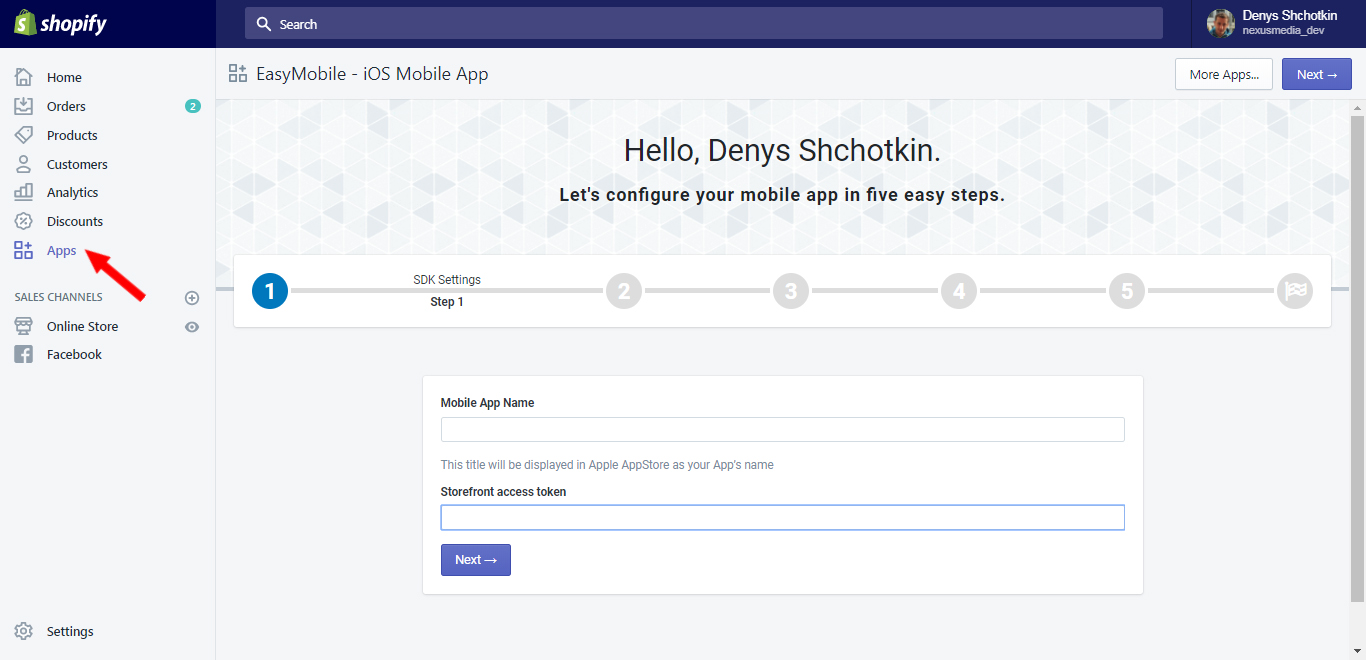 shopify
Search
Denys Shchotkin
nexusmedia_dev
Home
Orders
2
Products
Customers
Analytics
Discounts
Apps
SALES CHANNELS
Online Store
Facebook
Settings
EasyMobile - iOS Mobile App
More Apps...
Next →
Hello, Denys Shchotkin.
Let's configure your mobile app in five easy steps.
1
SDK Settings
Step 1
2
3
4
5
Mobile App Name
This title will be displayed in Apple AppStore as your App's name
Storefront access token
Next →